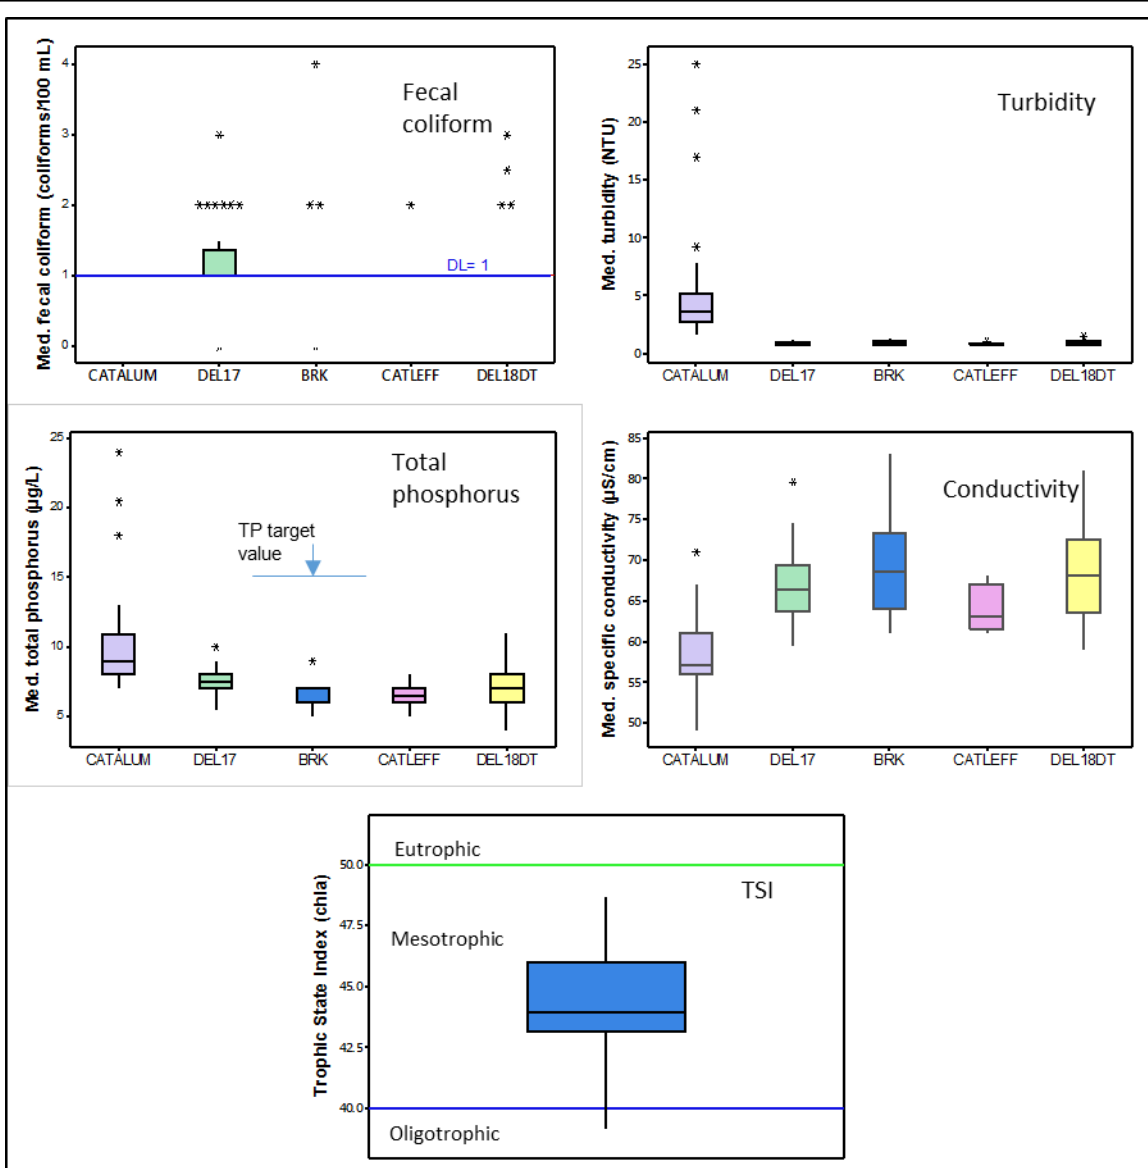 Med. fecal coliform (coliforms/100 mL)
4
3
2
1
0
Fecal
coliform
DL= 1
CATALUM DEL17 BRK CATLEFF DEL18DT
Med. turbidity (NTU)
25
20
15
10
5
0
Turbidity
CATALUM DEL17 BRK CATLEFF DEL18DT
Med. total phosphorus (µg/L)
25
20
15
10
5
Total
phosphorus
TP target
value
CATALUM DEL17 BRK CATLEFF DEL18DT
Med. specific conductivity (µS/cm)
85
80
75
70
65
60
55
50
Conductivity
CATALUM DEL17 BRK CATLEFF DEL18DT
Trophic State Index (chla)
50.0
47.5
45.0
42.5
40.0
Eutrophic
TSI
Mesotrophic
Oligotrophic